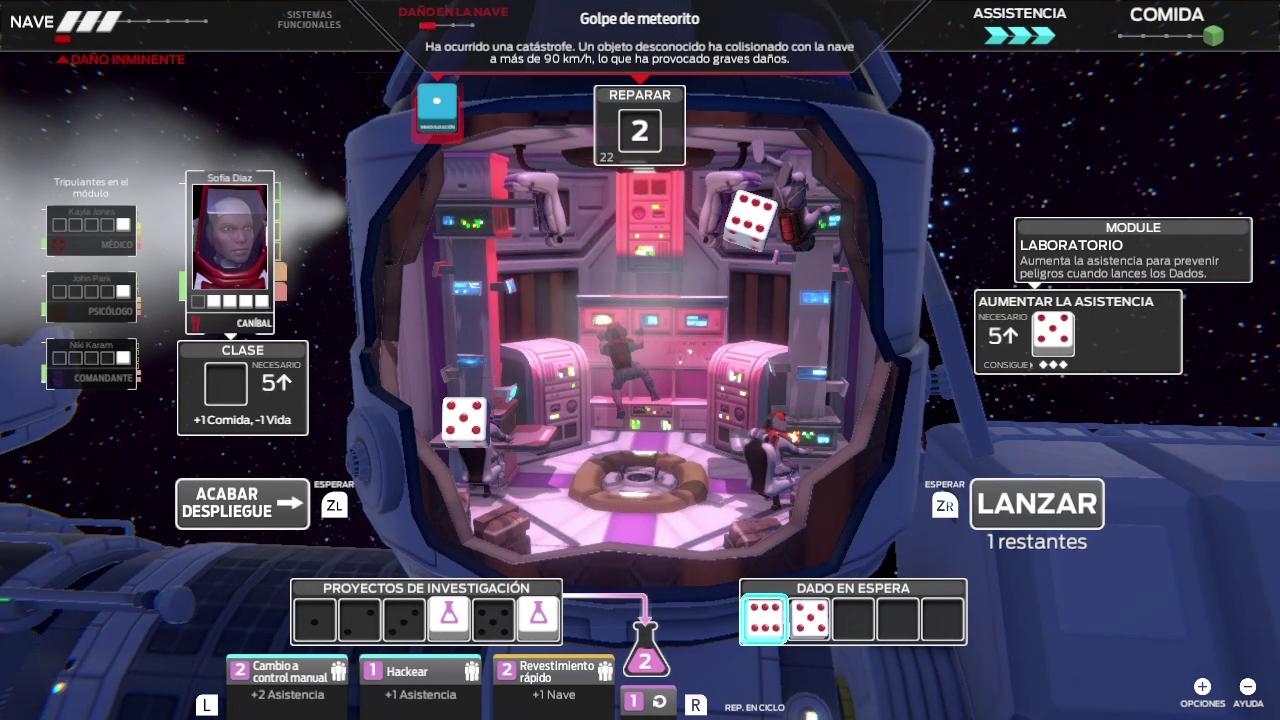 NAVE
SISTEMAS
FUNCIONALES
DAÑO INMINENTE
DAÑO EN LA NAVE
Golpe de meteorito
Ha ocurrido una catástrofe. Un objeto desconocido ha colisionado con la nave
a más de 90 km/h, lo que ha provocado graves daños.
ASSISTENCIA
COMIDA
REPARAR
2
22
Tripulantes en el
módulo
Kayla Jones
MÉDICO
John Park
PSICÓLOGO
Niki Karam
COMANDANTE
Sofia Diaz
CANÍBAL
CLASE
NECESARIO
5
+1 Comida, -1 Vida
MODULE
LABORATORIO
Aumenta la asistencia para prevenir
peligros cuando lances los Dados.
AUMENTAR LA ASISTENCIA
NECESARIO
5
CONSIGUE
ACABAR
DESPLIEGUE
ESPERAR
ZL
ESPERAR
ZR
LANZAR
1 restantes
PROYECTOS DE INVESTIGACIÓN
DADO EN ESPERA
2
2 Cambio a
control manual
+2 Asistencia
1 Hackear
+1 Asistencia
2 Revestimiento
rápido
+1 Nave
1
L
R
REP. EN CICLO
OPCIONES
AYUDA